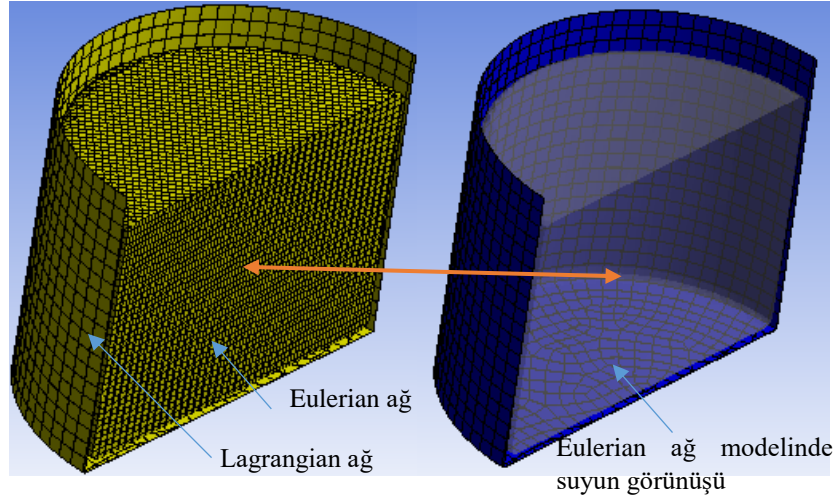 Eulerian ağ
Lagrangian ağ
Eulerian ağ modelinde
suyun görünüşü